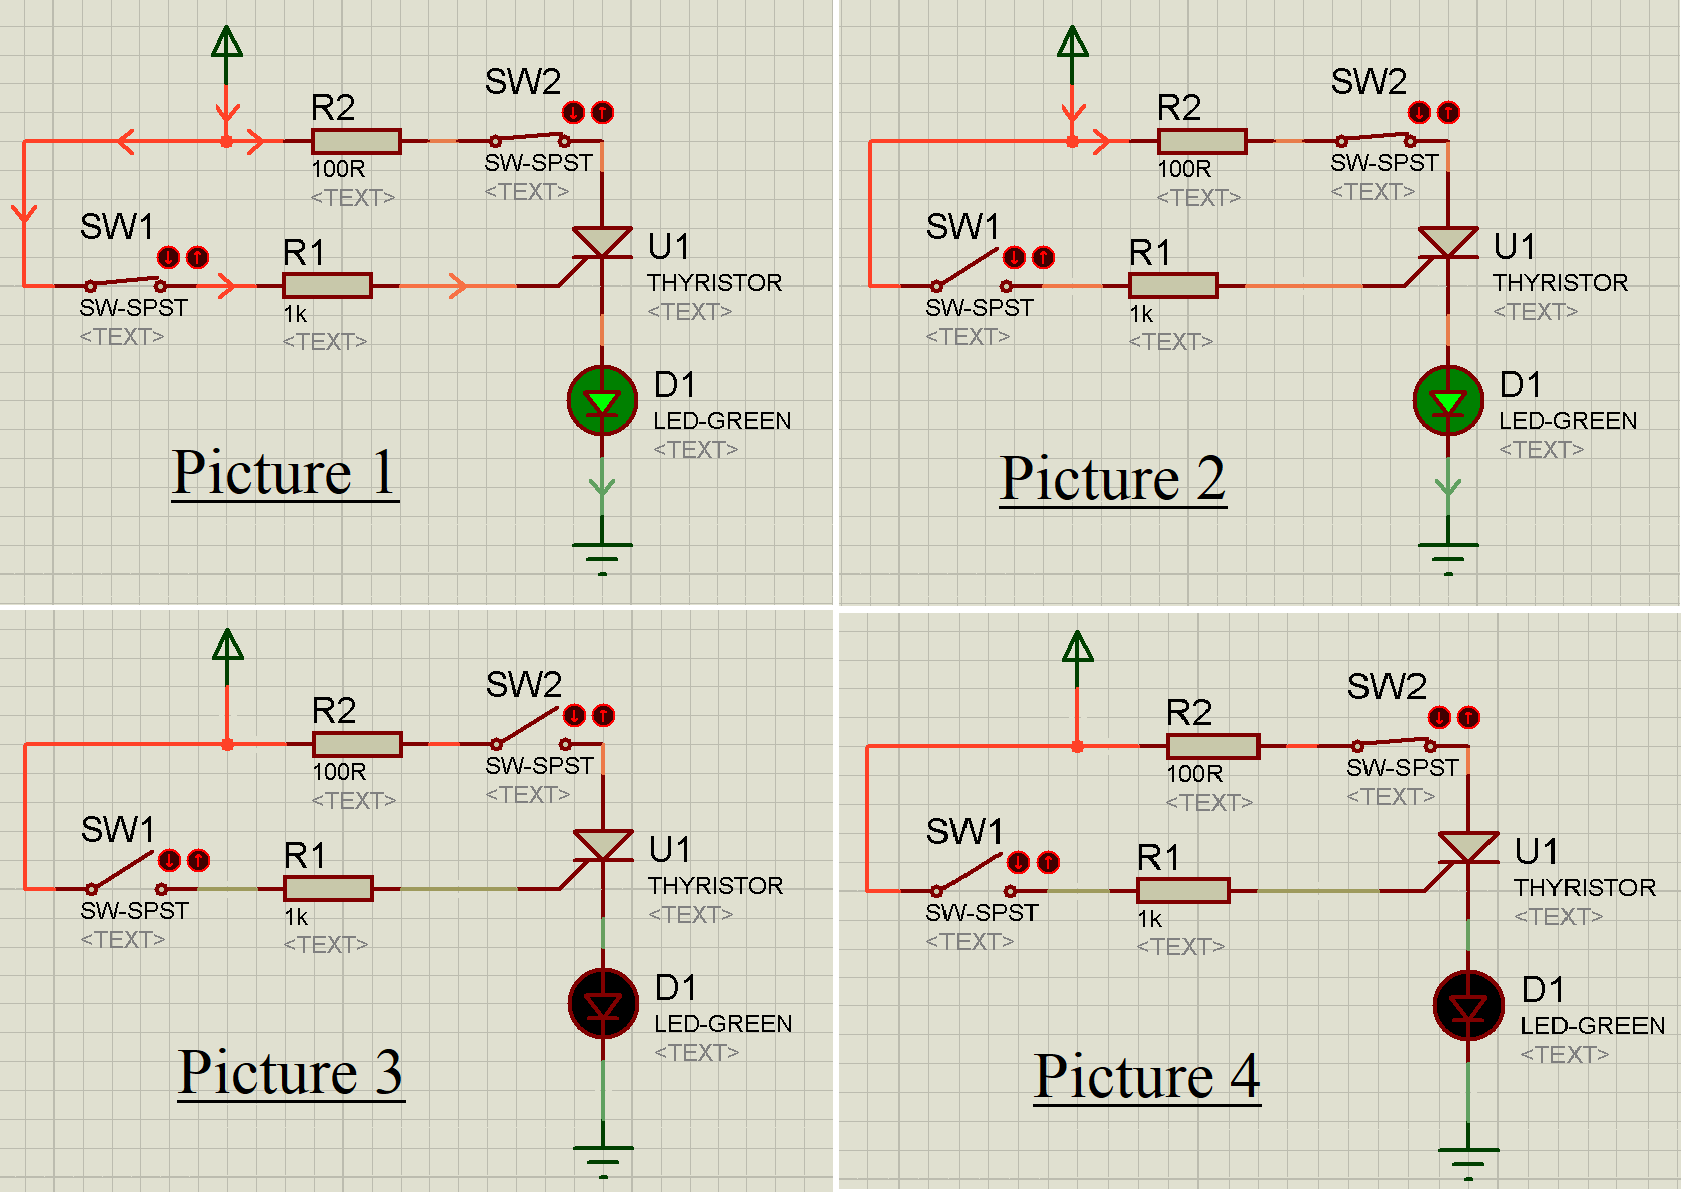 SW2
R2
SW-SPST
100R
<TEXT>
<TEXT>
SW1
R1
U1
THYRISTOR
SW-SPST
1k
<TEXT>
<TEXT>
<TEXT>
D1
LED-GREEN
<TEXT>
Picture 1
SW2
R2
SW-SPST
100R
<TEXT>
<TEXT>
SW1
R1
U1
THYRISTOR
SW-SPST
1k
<TEXT>
<TEXT>
<TEXT>
D1
LED-GREEN
<TEXT>
Picture 2
SW2
R2
SW-SPST
100R
<TEXT>
<TEXT>
SW1
R1
U1
THYRISTOR
SW-SPST
1k
<TEXT>
<TEXT>
<TEXT>
D1
LED-GREEN
<TEXT>
Picture 3
SW2
R2
SW-SPST
100R
<TEXT>
<TEXT>
SW1
R1
U1
THYRISTOR
SW-SPST
1k
<TEXT>
<TEXT>
<TEXT>
D1
LED-GREEN
<TEXT>
Picture 4